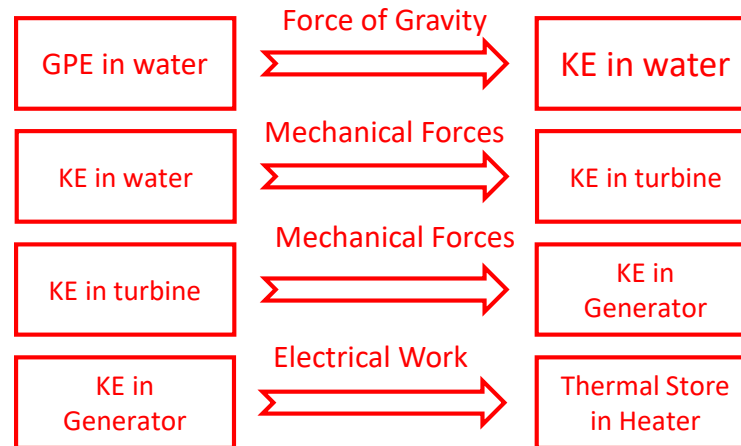 Force of Gravity
GPE in water
KE in water
Mechanical Forces
KE in water
KE in turbine
Mechanical Forces
KE in turbine
KE in
Generator
Electrical Work
KE in
Generator
Thermal Store
in Heater